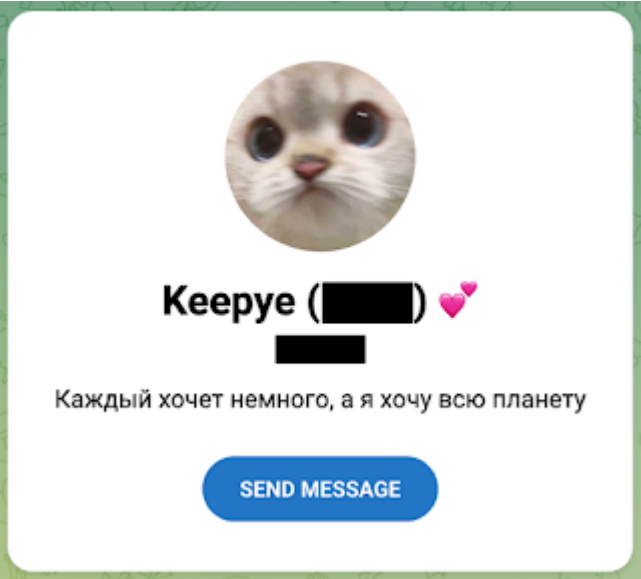 Keepye ( ) 💕
Каждый хочет немного, а я хочу всю планету
SEND MESSAGE